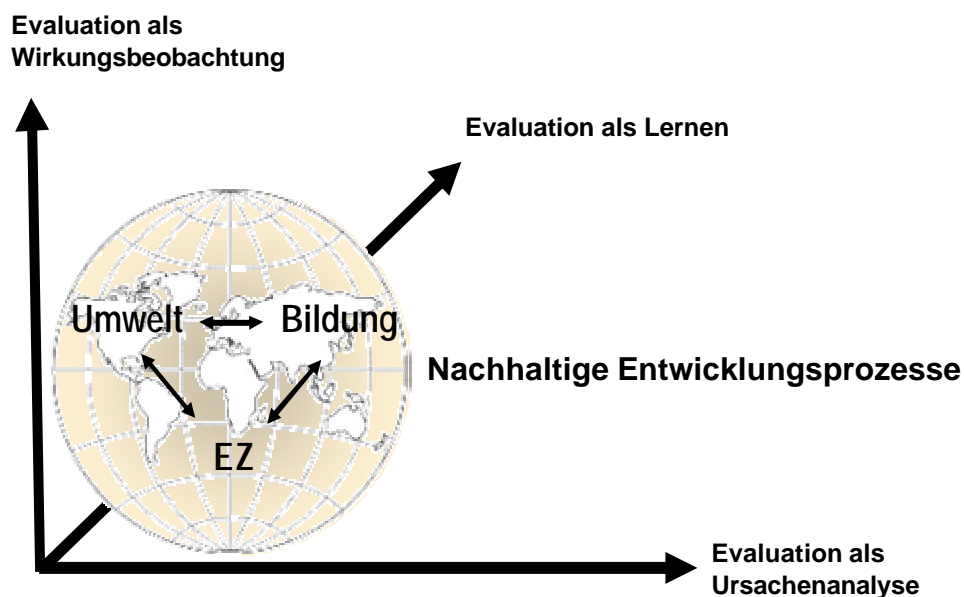 Evaluation als
Wirkungsbeobachtung
Evaluation als Lernen
Umwelt Bildung
Nachhaltige Entwicklungsprozesse
EZ
Evaluation als
Ursachenanalyse